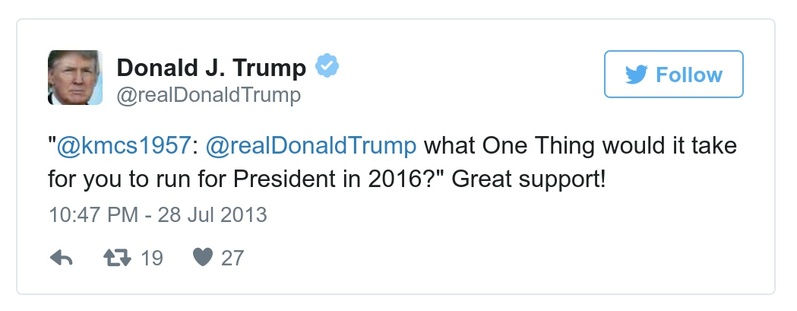 Donald J. Trump
Follow
@realDonaldTrump
"@kmcs1957: @realDonaldTrump what One Thing would it take
for you to run for President in 2016?" Great support!
10:47 PM - 28 Jul 2013
19 27